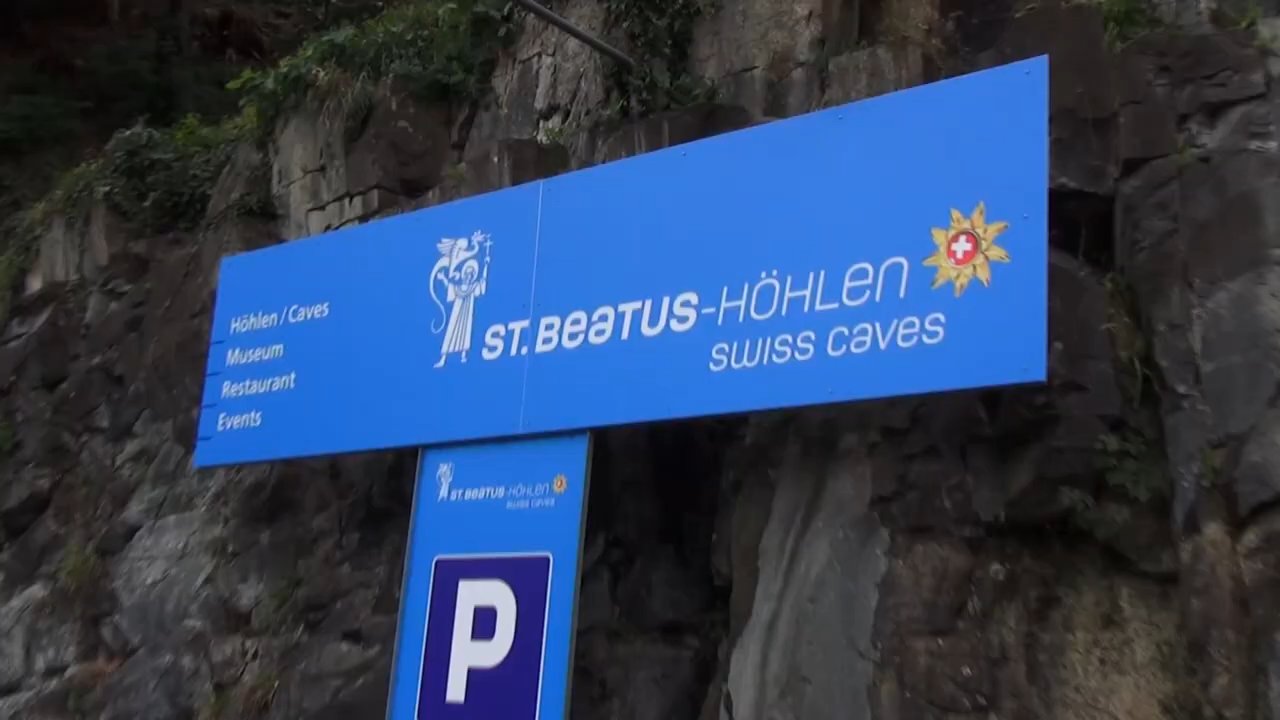 Höhlen / Caves
Museum
Restaurant
Events
ST. BEATUS-HÖHLEN
SWISS CAVES
ST. BEATUS-HÖHLEN
SWISS CAVES
P